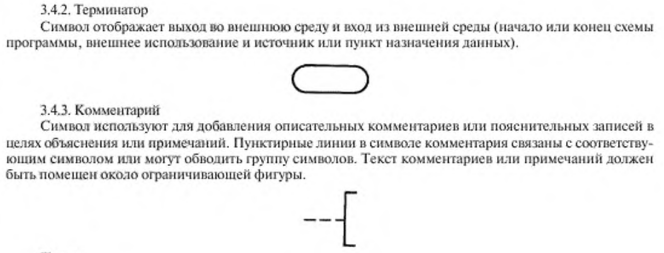 3.4.2. Терминатор
Символ отображает выход во внешнюю среду и вход из внешней среды (начало или конец схемы
программы, внешнее использование и источник или пункт назначения данных).
3.4.3. Комментарий
Символ используют для добавления описательных комментариев или пояснительных записей в
целях объяснения или примечаний. Пунктирные линии в символе комментария связаны с соответству-
ющим символом или могут обводить группу символов. Текст комментариев или примечаний должен
быть помещен около ограничивающей фигуры.